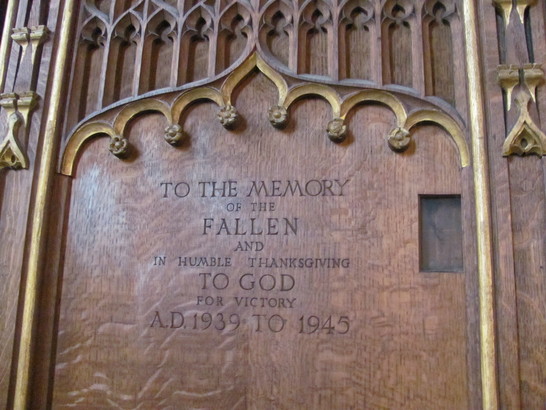 TO THE MEMORY
OF THE
FALLEN
AND
IN HUMBLE THANKSGIVING
TO GOD
FOR VICTORY
A.D. 1939 TO 1945